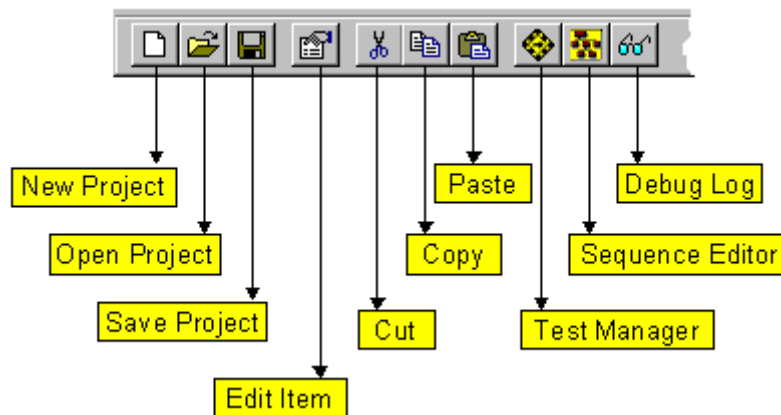 New Project
Paste
Debug Log
Open Project
Copy
Sequence Editor
Save Project
Cut
Test Manager
Edit Item